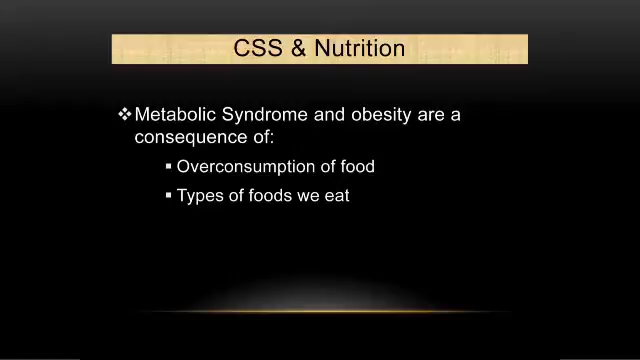 CSS & Nutrition
❖Metabolic Syndrome and obesity are a
consequence of:
▪ Overconsumption of food
▪ Types of foods we eat